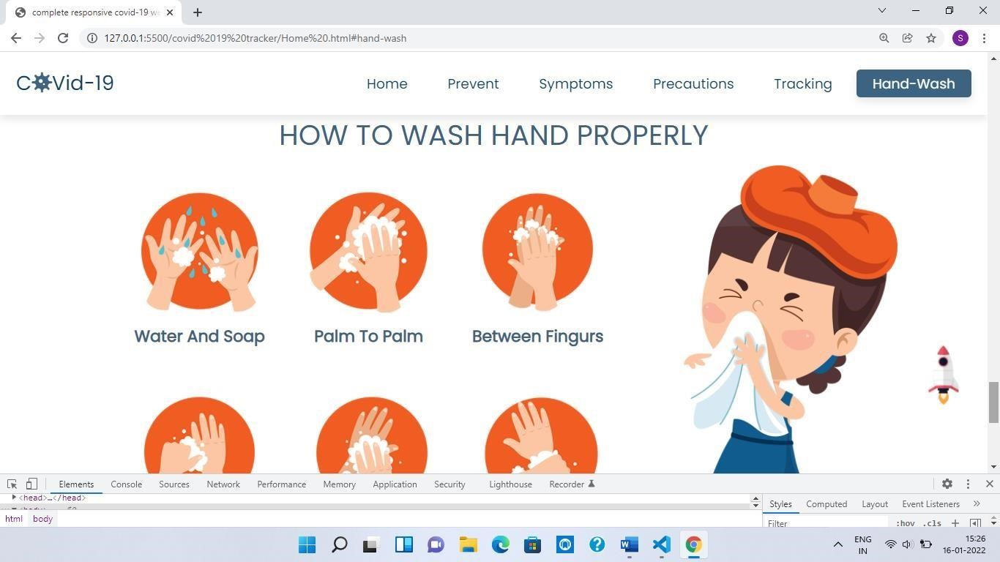 complete responsive covid-19 we
127.0.0.1:5500/covid%2019%20tracker/Home%20.html#hand-wash
S
COVid-19
Home Prevent Symptoms Precautions Tracking Hand-Wash
HOW TO WASH HAND PROPERLY
Water And Soap Palm To Palm Between Fingurs
Elements Console Sources Network Performance Memory Application Security Lighthouse Recorder
<head>…</head>
Styles Computed Layout Event Listeners »
html body
Filter :hov .cls
ENG 15:26
IN 16-01-2022